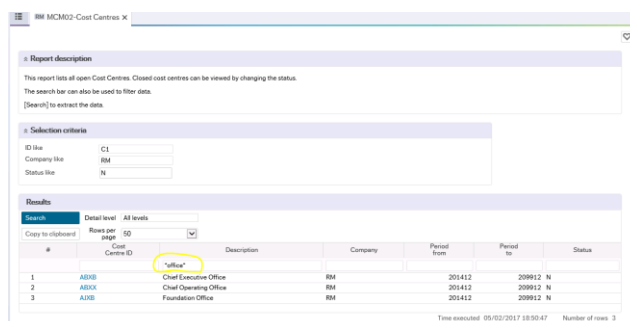 RM MCM02-Cost Centres ×
Report description
This report lists all open Cost Centres. Closed cost centres can be viewed by changing the status.
The search bar can also be used to filter data.
[Search] to extract the data.
Selection criteria
ID like C1
Company like RM
Status like N
Results
Search Detail level All levels
Copy to clipboard Rows per page 60
# Cost Centre ID Description Company Period from Period to Status
*office*
1 ABXB Chief Executive Office RM 201412 209912 N
2 ABXX Chief Operating Office RM 201412 209912 N
3 AJXB Foundation Office RM 201412 209912 N
Time executed 05/02/2017 18:50:47 Number of rows 3